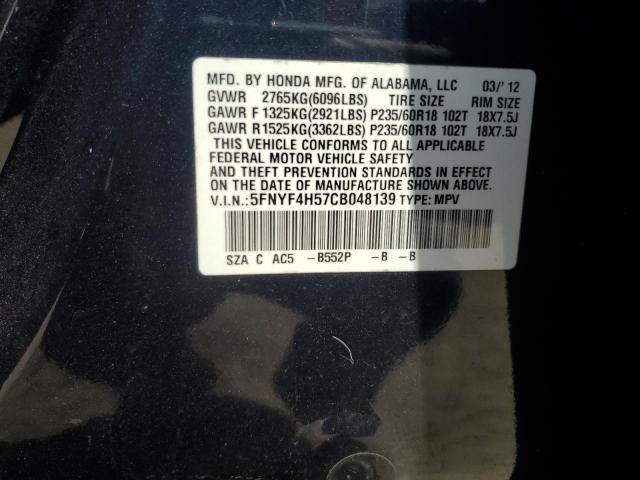 MFD. BY HONDA MFG. OF ALABAMA, LLC 03/'12
GVWR 2765KG(6096LBS) TIRE SIZE RIM SIZE
GAWR F 1325KG(2921LBS) P235/60R18 102T 18X7.5J
GAWR R1525KG(3362LBS) P235/60R18 102T 18X7.5J
THIS VEHICLE CONFORMS TO ALL APPLICABLE
FEDERAL MOTOR VEHICLE SAFETY
AND THEFT PREVENTION STANDARDS IN EFFECT
ON THE DATE OF MANUFACTURE SHOWN ABOVE.
V.I.N.:5FNYF4H57CB048139 TYPE: MPV
SZA C AC5 -B552P -B -B